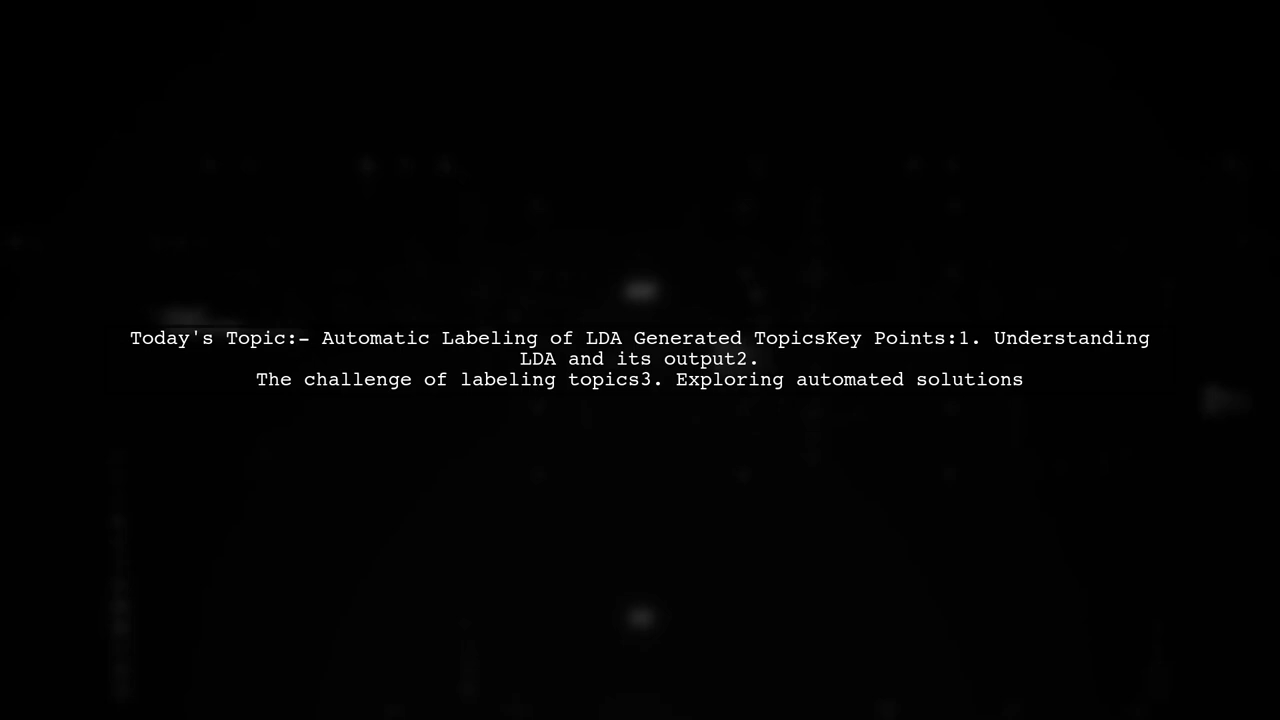 Today's Topic:- Automatic Labeling of LDA Generated TopicsKey Points:1. Understanding
LDA and its output2.
The challenge of labeling topics3. Exploring automated solutions